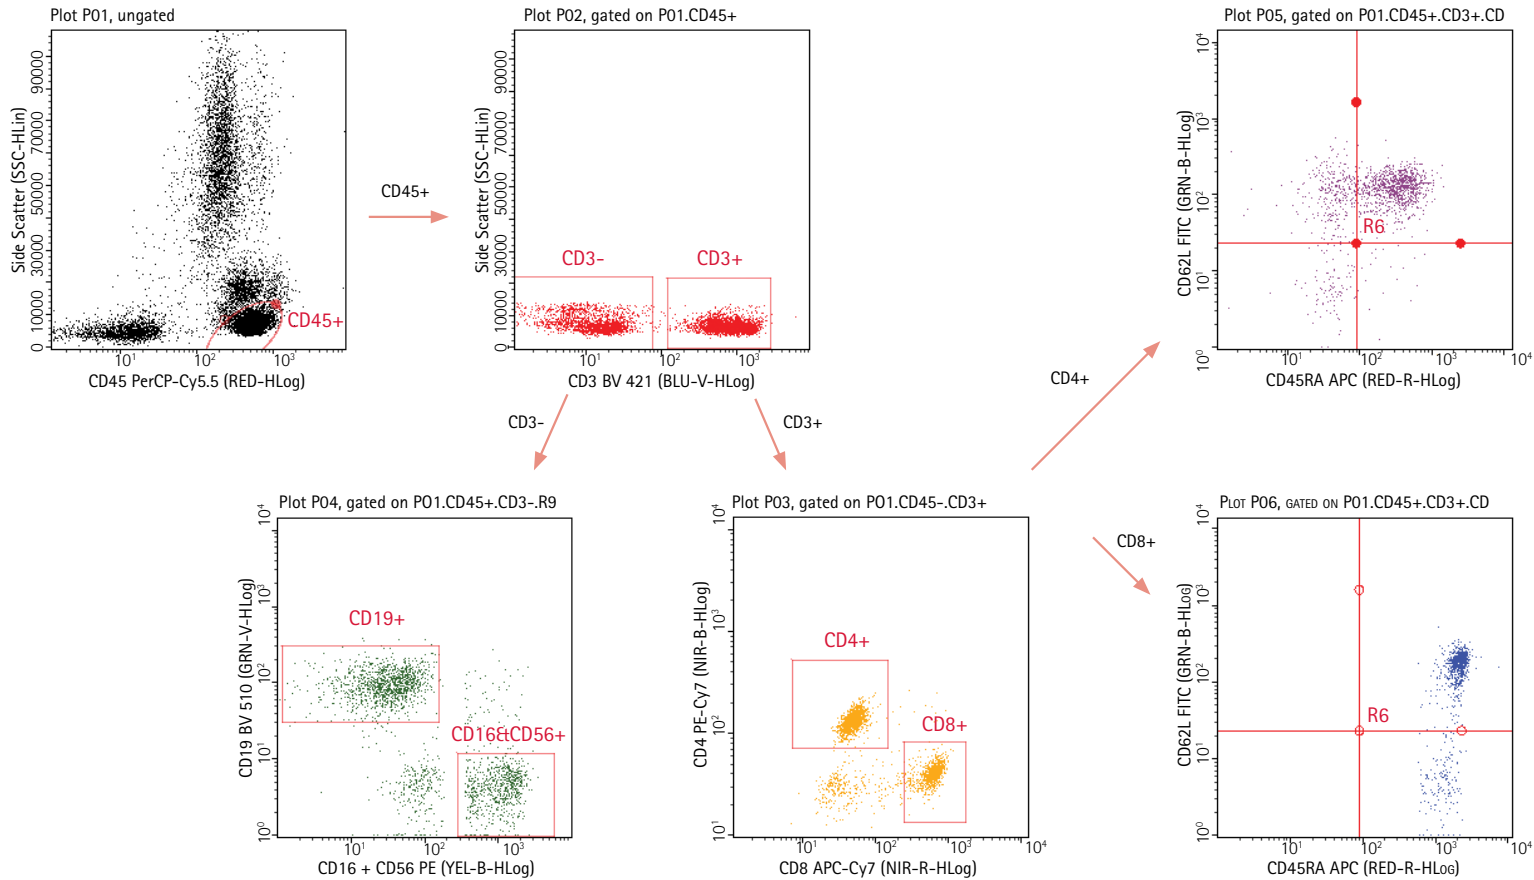 Plot P01, ungated
Side Scatter (SSC-HLin)
90000
70000
50000
30000
10000
0
CD45+
10¹
10²
10³
CD45 PerCP-Cy5.5 (RED-HLog)
CD45+
Plot P02, gated on P01.CD45+
Side Scatter (SSC-HLin)
90000
70000
50000
30000
10000
0
CD3-
CD3+
10¹
10²
10³
CD3 BV 421 (BLU-V-HLog)
CD3-
CD3+
Plot P05, gated on P01.CD45+.CD3+.CD
CD62L FITC (GRN-B-HLog)
10⁴
10³
10²
10¹
10⁰
R6
10¹
10²
10³
10⁴
CD45RA APC (RED-R-HLog)
CD4+
CD8+
Plot P04, gated on P01.CD45+.CD3-.R9
CD19 BV 510 (GRN-V-HLog)
10⁴
10³
10²
10¹
10⁰
CD19+
CD16&CD56+
10¹
10²
10³
CD16 + CD56 PE (YEL-B-HLog)
Plot P03, gated on P01.CD45-.CD3+
CD4 PE-Cy7 (NIR-B-HLog)
10⁴
10³
10²
10¹
CD4+
CD8+
10¹
10²
10³
10⁴
CD8 APC-Cy7 (NIR-R-HLog)
Plot P06, gated on P01.CD45+.CD3+.CD
CD62L FITC (GRN-B-HLog)
10⁴
10³
10²
10¹
10⁰
R6
10¹
10²
10³
10⁴
CD45RA APC (RED-R-HLog)